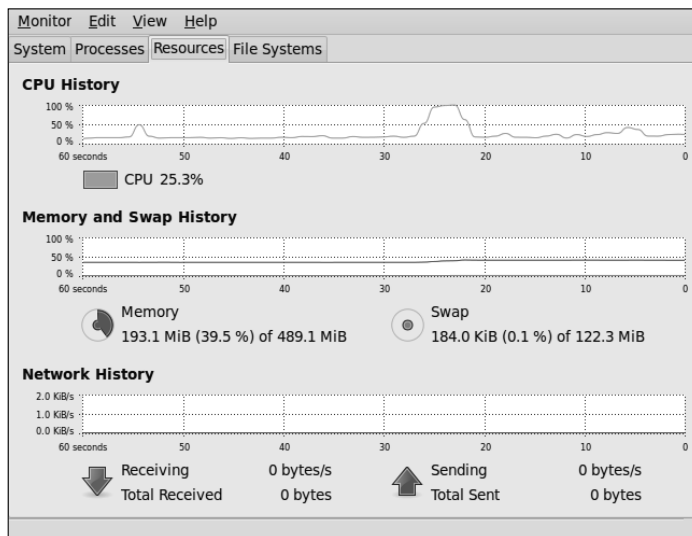 Monitor Edit View Help
System Processes Resources File Systems
CPU History
100 %
50 %
0 %
60 seconds 50 40 30 20 10 0
CPU 25.3%
Memory and Swap History
100 %
50 %
0 %
60 seconds 50 40 30 20 10 0
Memory Swap
193.1 MiB (39.5 %) of 489.1 MiB 184.0 KiB (0.1 %) of 122.3 MiB
Network History
2.0 KiB/s
1.0 KiB/s
0.0 KiB/s
60 seconds 50 40 30 20 10 0
Receiving 0 bytes/s Sending 0 bytes/s
Total Received 0 bytes Total Sent 0 bytes